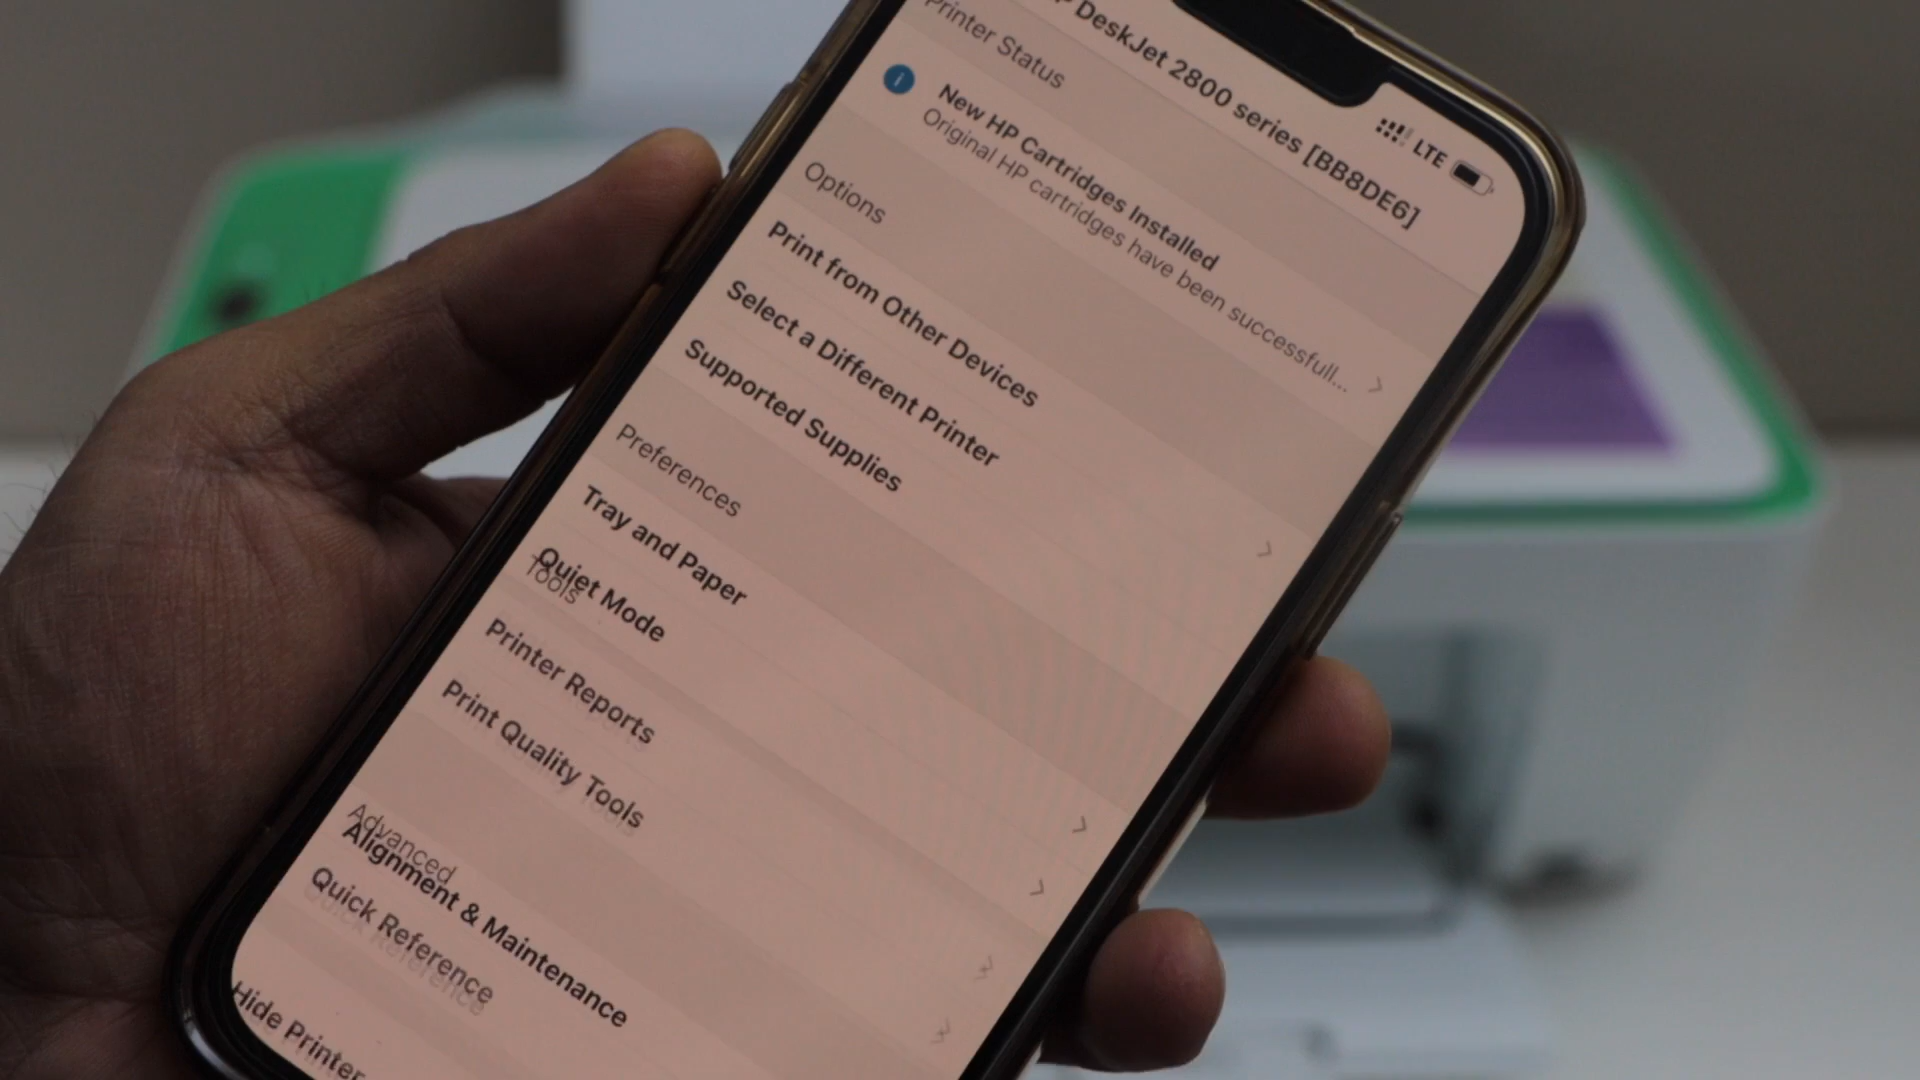 DeskJet 2800 series [BB8DE6]
LTE
Printer Status
i
New HP Cartridges Installed
Original HP cartridges have been successfull...
Options
Print from Other Devices
Select a Different Printer
Supported Supplies
Preferences
Tray and Paper
Quiet Mode
Tools
Printer Reports
Print Quality Tools
Advanced
Alignment & Maintenance
Quick Reference
Hide Printer